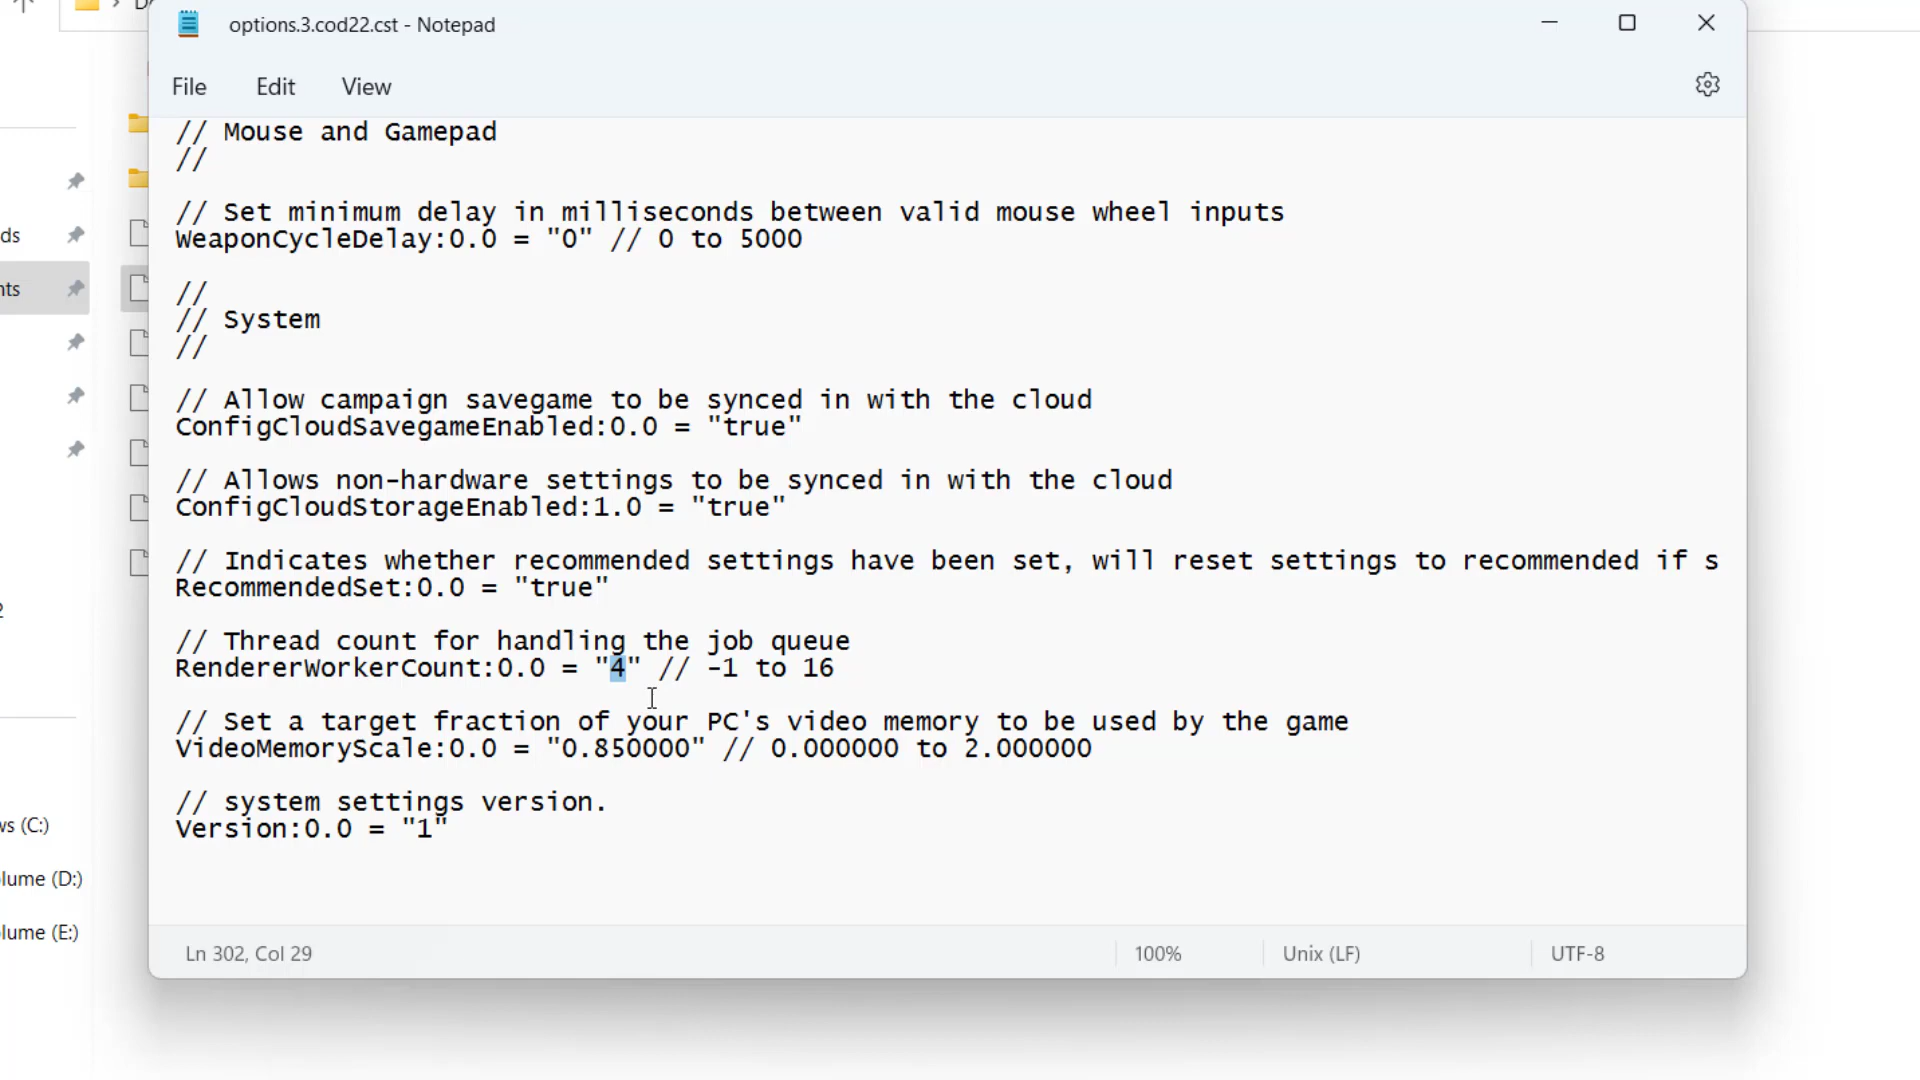 options.3.cod22.cst - Notepad
File Edit View
// Mouse and Gamepad
//
// Set minimum delay in milliseconds between valid mouse wheel inputs
WeaponCycleDelay:0.0 = "0" // 0 to 5000
//
// System
//
// Allow campaign savegame to be synced in with the cloud
ConfigCloudSavegameEnabled:0.0 = "true"
// Allows non-hardware settings to be synced in with the cloud
ConfigCloudStorageEnabled:1.0 = "true"
// Indicates whether recommended settings have been set, will reset settings to recommended if s
RecommendedSet:0.0 = "true"
// Thread count for handling the job queue
RendererWorkerCount:0.0 = "4" // -1 to 16
// Set a target fraction of your PC's video memory to be used by the game
VideoMemoryScale:0.0 = "0.850000" // 0.000000 to 2.000000
// system settings version.
Version:0.0 = "1"
Ln 302, Col 29
100%
Unix (LF)
UTF-8
ds
nts
ws (C:)
lume (D:)
lume (E:)